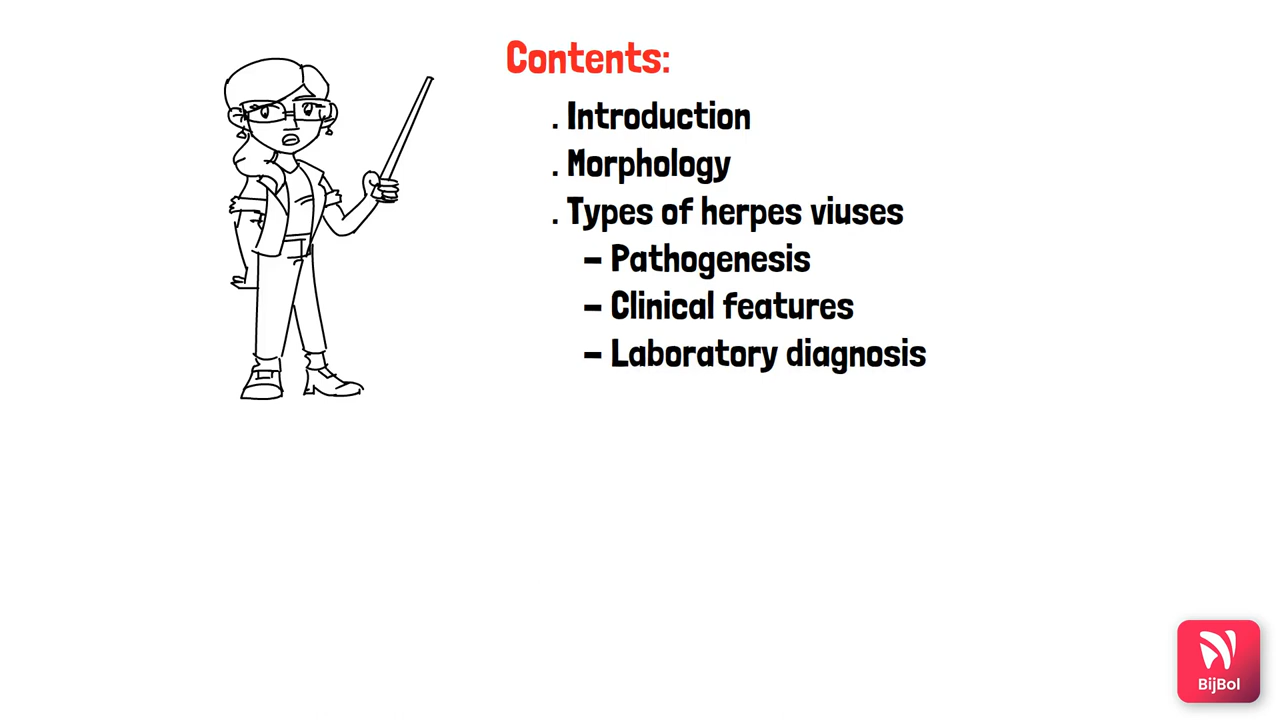 Contents:
. Introduction
. Morphology
. Types of herpes viuses
– Pathogenesis
– Clinical features
– Laboratory diagnosis
BijBol